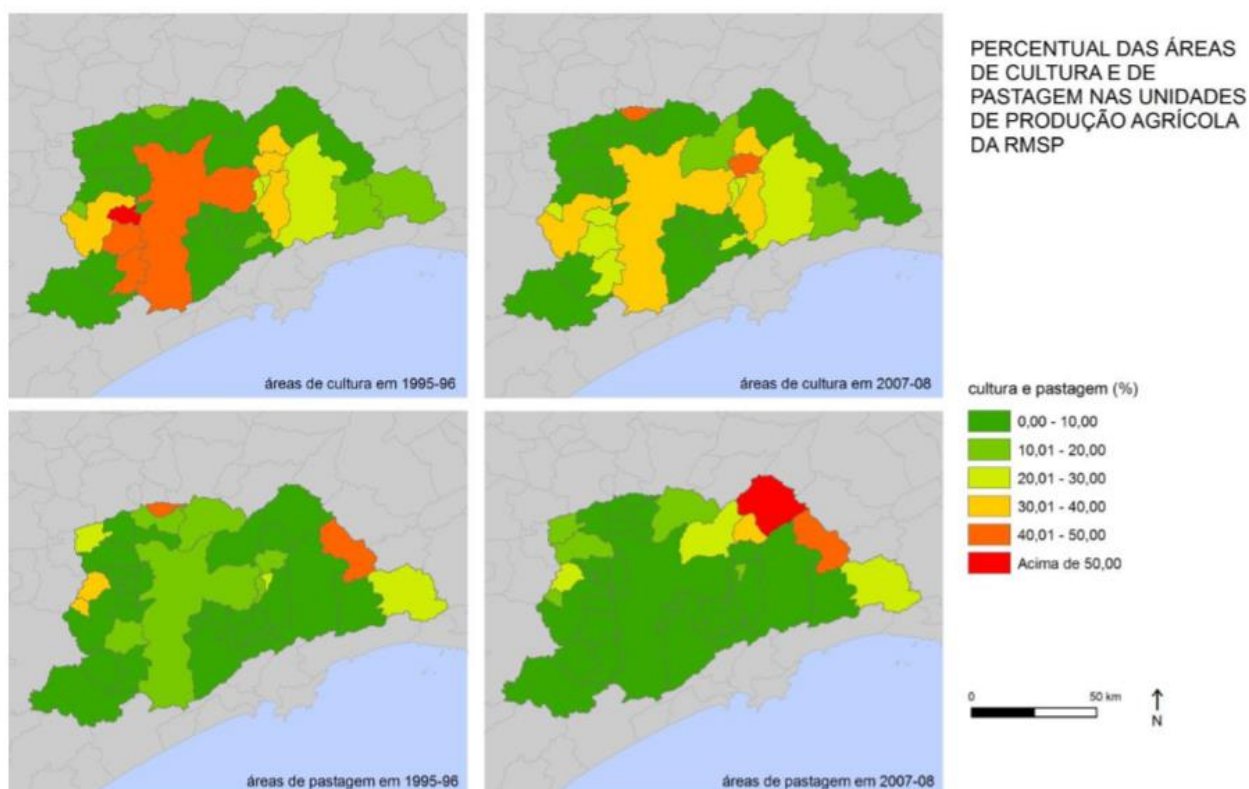 PERCENTUAL DAS ÁREAS
DE CULTURA E DE
PASTAGEM NAS UNIDADES
DE PRODUÇÃO AGRÍCOLA
DA RMSP
áreas de cultura em 1995-96
áreas de cultura em 2007-08
cultura e pastagem (%)
0,00 - 10,00
10,01 - 20,00
20,01 - 30,00
30,01 - 40,00
40,01 - 50,00
Acima de 50,00
0 50 km
N
áreas de pastagem em 1995-96
áreas de pastagem em 2007-08